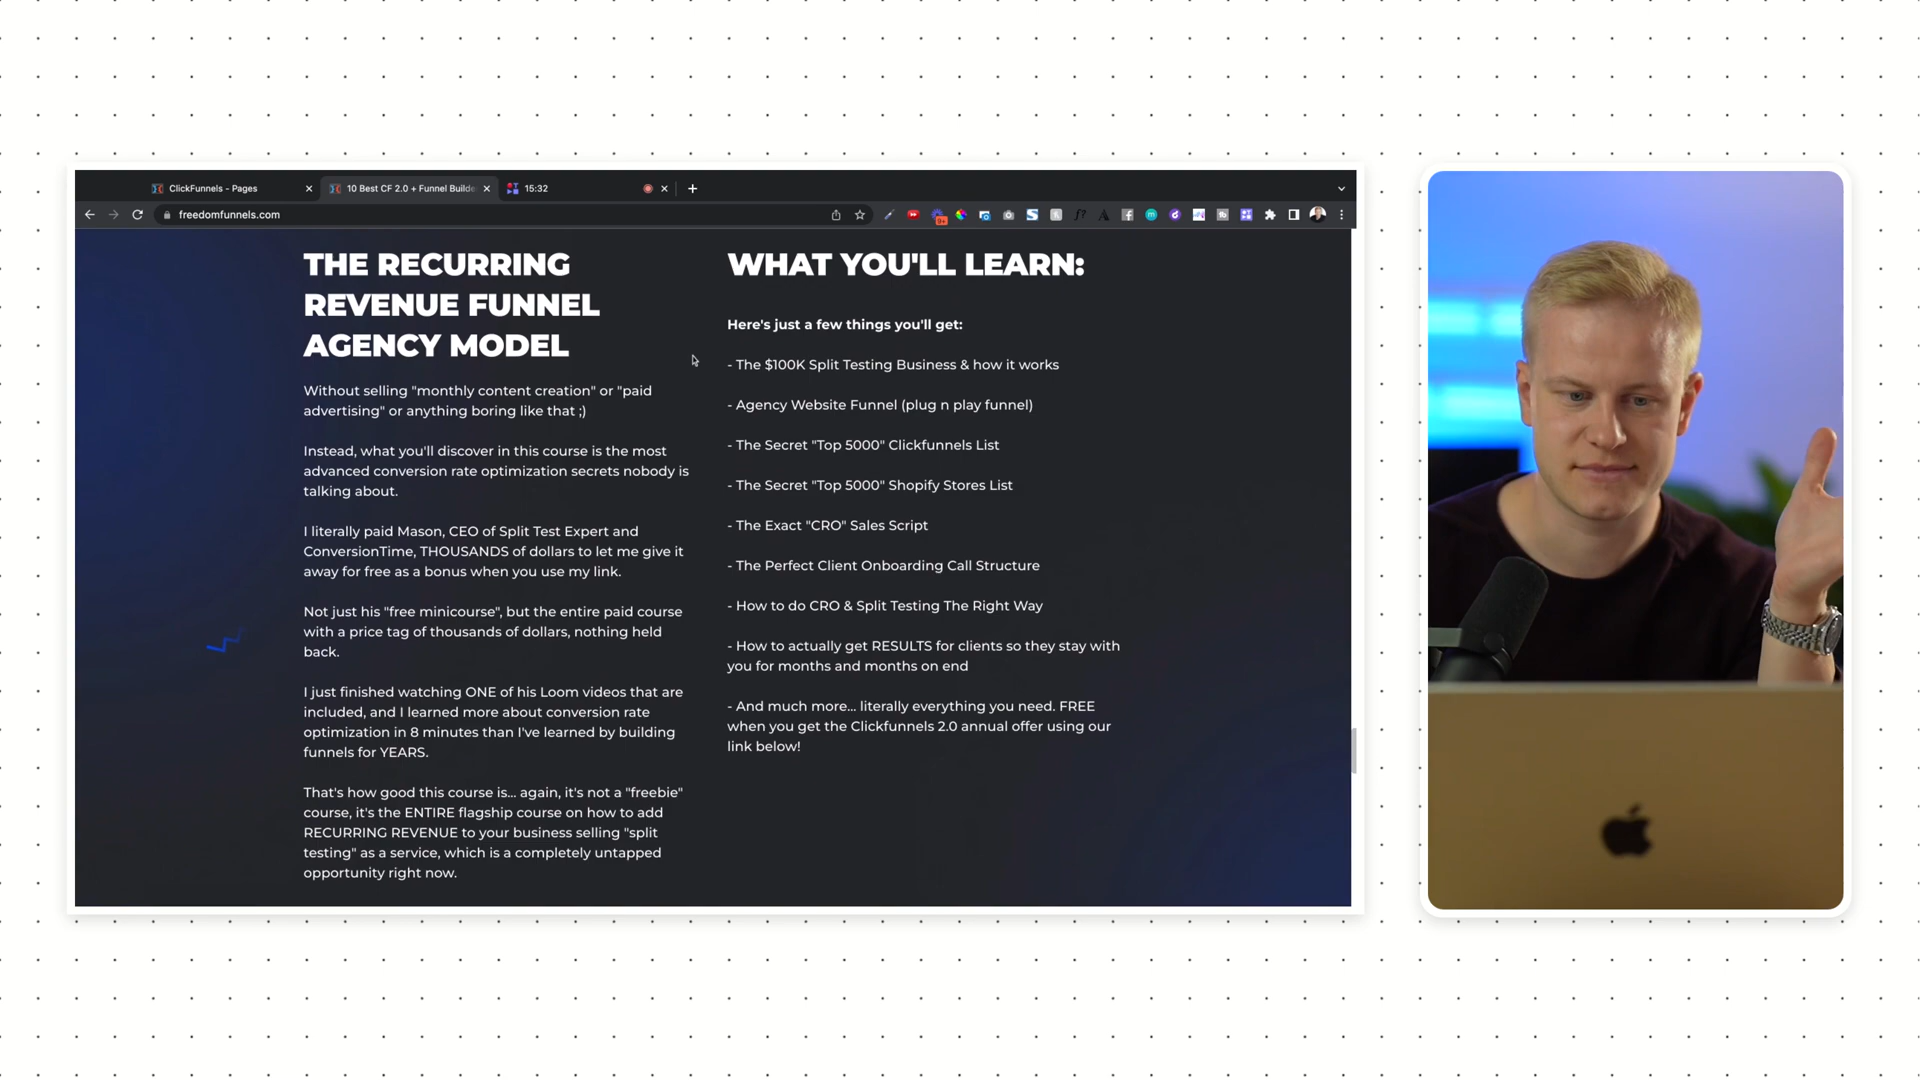 ClickFunnels - Pages
10 Best CF 2.0 + Funnel Builde
15:32
freedomfunnels.com
9+
THE RECURRING
REVENUE FUNNEL
AGENCY MODEL
Without selling "monthly content creation" or "paid
advertising" or anything boring like that ;)
Instead, what you'll discover in this course is the most
advanced conversion rate optimization secrets nobody is
talking about.
I literally paid Mason, CEO of Split Test Expert and
ConversionTime, THOUSANDS of dollars to let me give it
away for free as a bonus when you use my link.
Not just his "free minicourse", but the entire paid course
with a price tag of thousands of dollars, nothing held
back.
I just finished watching ONE of his Loom videos that are
included, and I learned more about conversion rate
optimization in 8 minutes than I've learned by building
funnels for YEARS.
That's how good this course is... again, it's not a "freebie"
course, it's the ENTIRE flagship course on how to add
RECURRING REVENUE to your business selling "split
testing" as a service, which is a completely untapped
opportunity right now.
WHAT YOU'LL LEARN:
Here's just a few things you'll get:
- The $100K Split Testing Business & how it works
- Agency Website Funnel (plug n play funnel)
- The Secret "Top 5000" Clickfunnels List
- The Secret "Top 5000" Shopify Stores List
- The Exact "CRO" Sales Script
- The Perfect Client Onboarding Call Structure
- How to do CRO & Split Testing The Right Way
- How to actually get RESULTS for clients so they stay with
you for months and months on end
- And much more... literally everything you need. FREE
when you get the Clickfunnels 2.0 annual offer using our
link below!